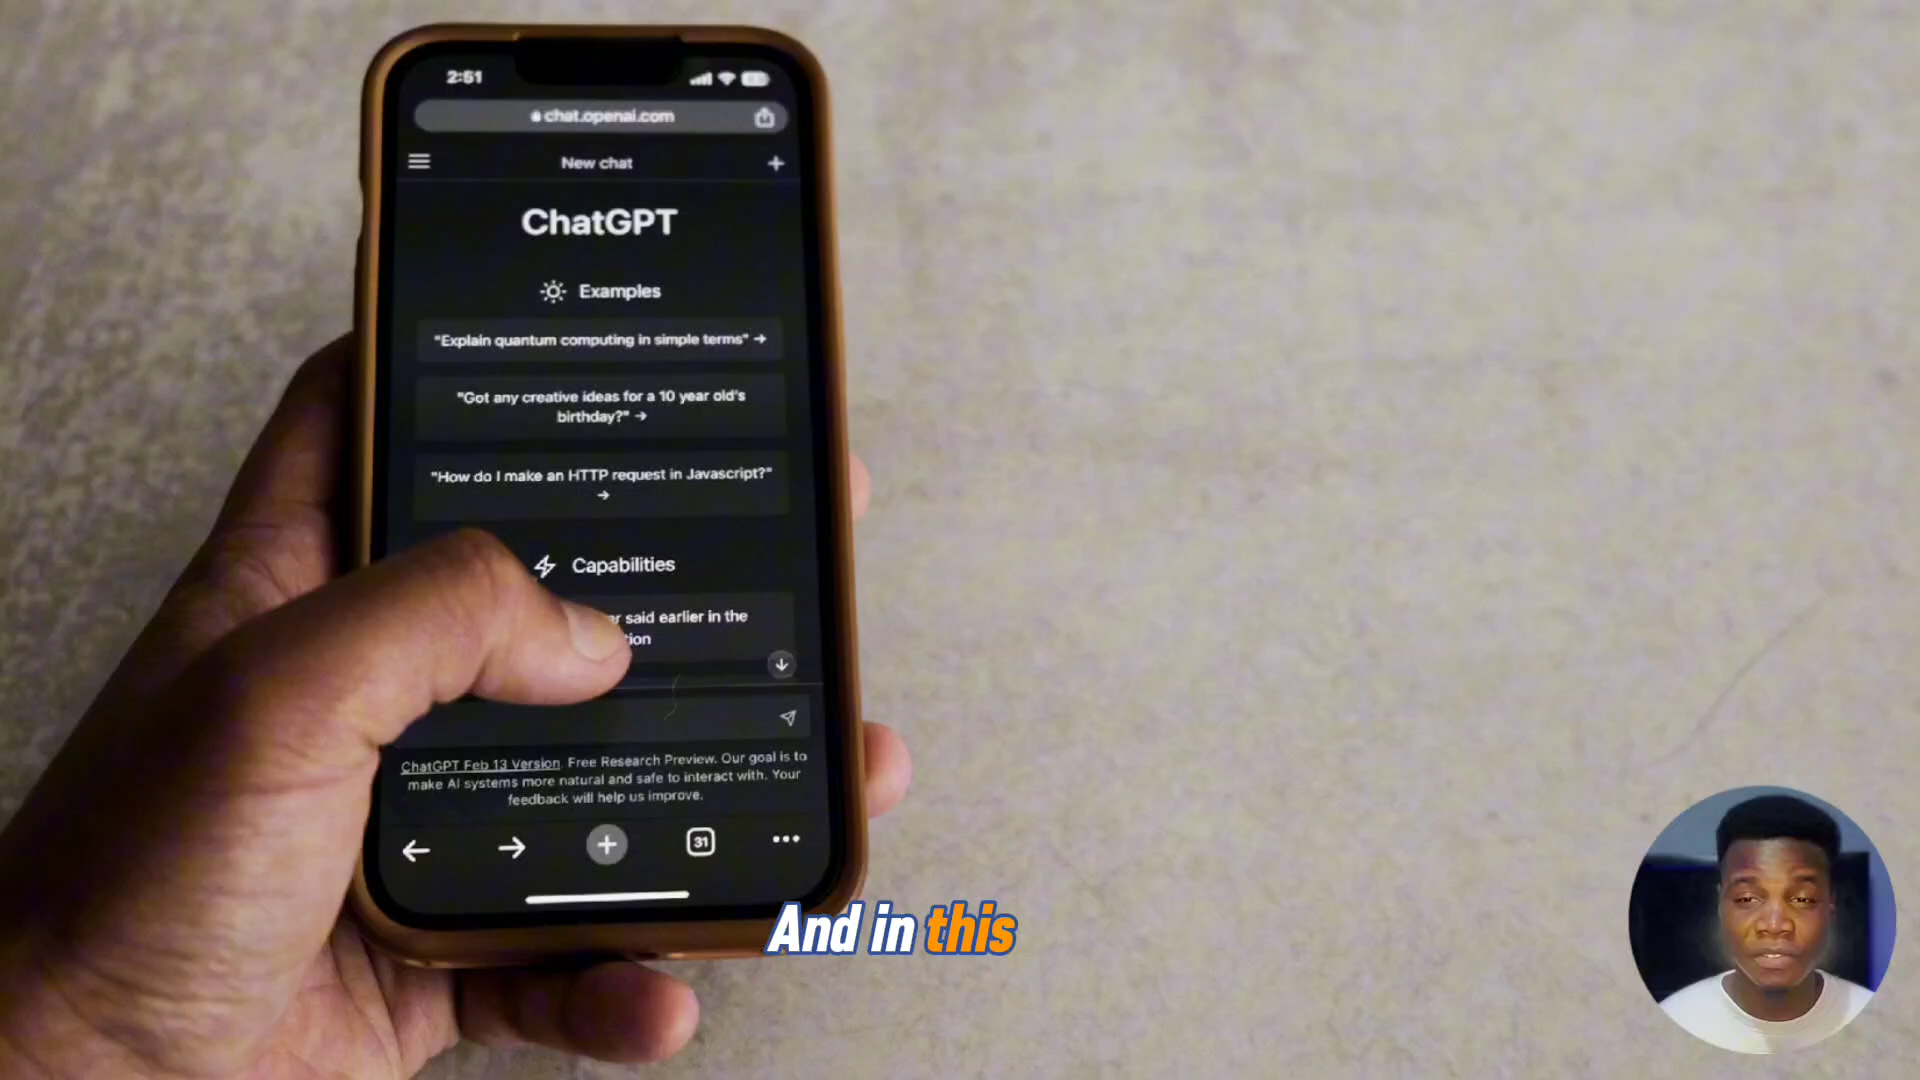 2:51
chat.openai.com
New chat
ChatGPT
Examples
"Explain quantum computing in simple terms" →
"Got any creative ideas for a 10 year old's
birthday?" →
"How do I make an HTTP request in Javascript?"
→
Capabilities
said earlier in the
ChatGPT Feb 13 Version. Free Research Preview. Our goal is to
make AI systems more natural and safe to interact with. Your
feedback will help us improve.
31
And in this